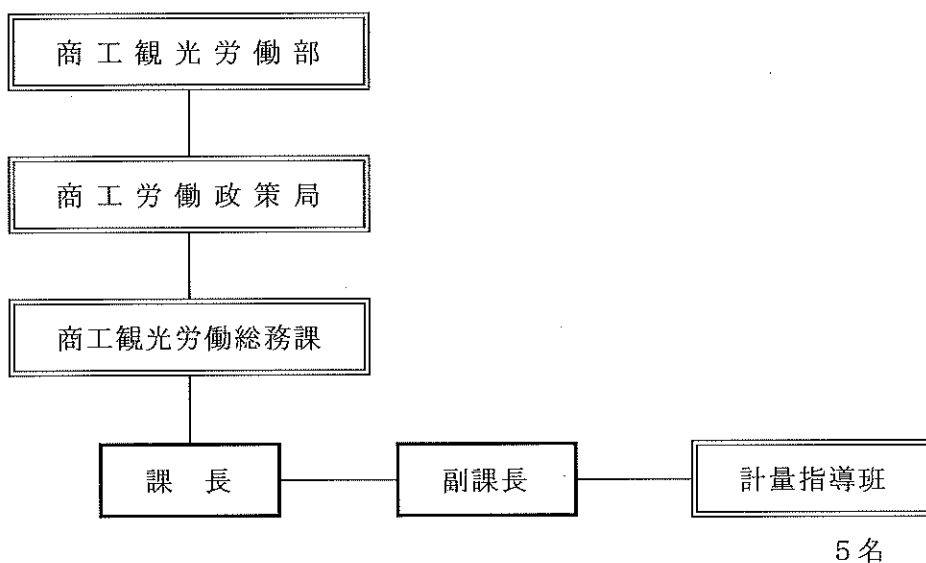 商工観光労働部
商工労働政策局
商工観光労働総務課
課 長
副課長
計量指導班
5名